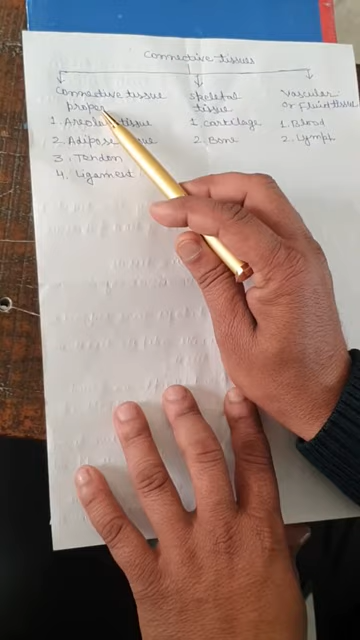 Connective tissues
Connective tissue
proper
1. Areolar tissue
2. Adipose
3. Tendon
4. Ligament
Skeletal
tissue
1 Cartilage
2. Bone
Vascular
or Fluid tissue
1. Blood
2. Lymph